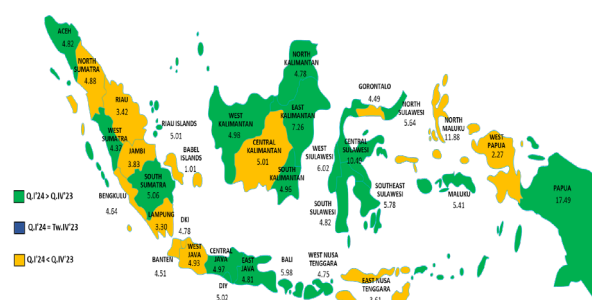 ACEH
4.82
NORTH
SUMATRA
4.88
RIAU
3.42
RIAU ISLANDS
5.01
WEST
SUMATRA
4.37
JAMBI
3.83
BABEL
ISLANDS
1.01
SOUTH
SUMATRA
5.06
BENGKULU
4.64
LAMPUNG
3.30
DKI
4.78
BANTEN
4.51
WEST
JAVA
4.93
CENTRAL
JAVA
4.97
DIY
5.02
EAST
JAVA
4.81
BALI
5.98
WEST NUSA
TENGGARA
4.75
EAST NUSA
TENGGARA
NORTH
KALIMANTAN
4.78
WEST
KALIMANTAN
4.98
EAST
KALIMANTAN
7.26
CENTRAL
KALIMANTAN
5.01
SOUTH
KALIMANTAN
4.96
GORONTALO
4.49
NORTH
SULAWESI
5.64
WEST
SIULAWESI
6.02
CENTRAL
SULAWESI
10.49
SOUTHEAST
SULAWESI
5.78
SOUTH
SULAWESI
4.82
NORTH
MALUKU
11.88
MALUKU
5.41
WEST
PAPUA
2.27
PAPUA
17.49
Q.I'24 > Q.IV'23
Q.I'24 = Tw.IV'23
Q.I'24 < Q.IV'23